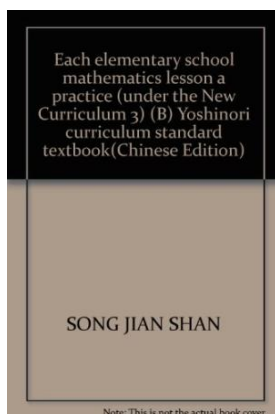 Each elementary school
mathematics lesson a
practice (under the New
Curriculum 3) (B) Yoshinori
curriculum standard
textbook(Chinese Edition)
SONG JIAN SHAN
Note: This is not the actual book cover